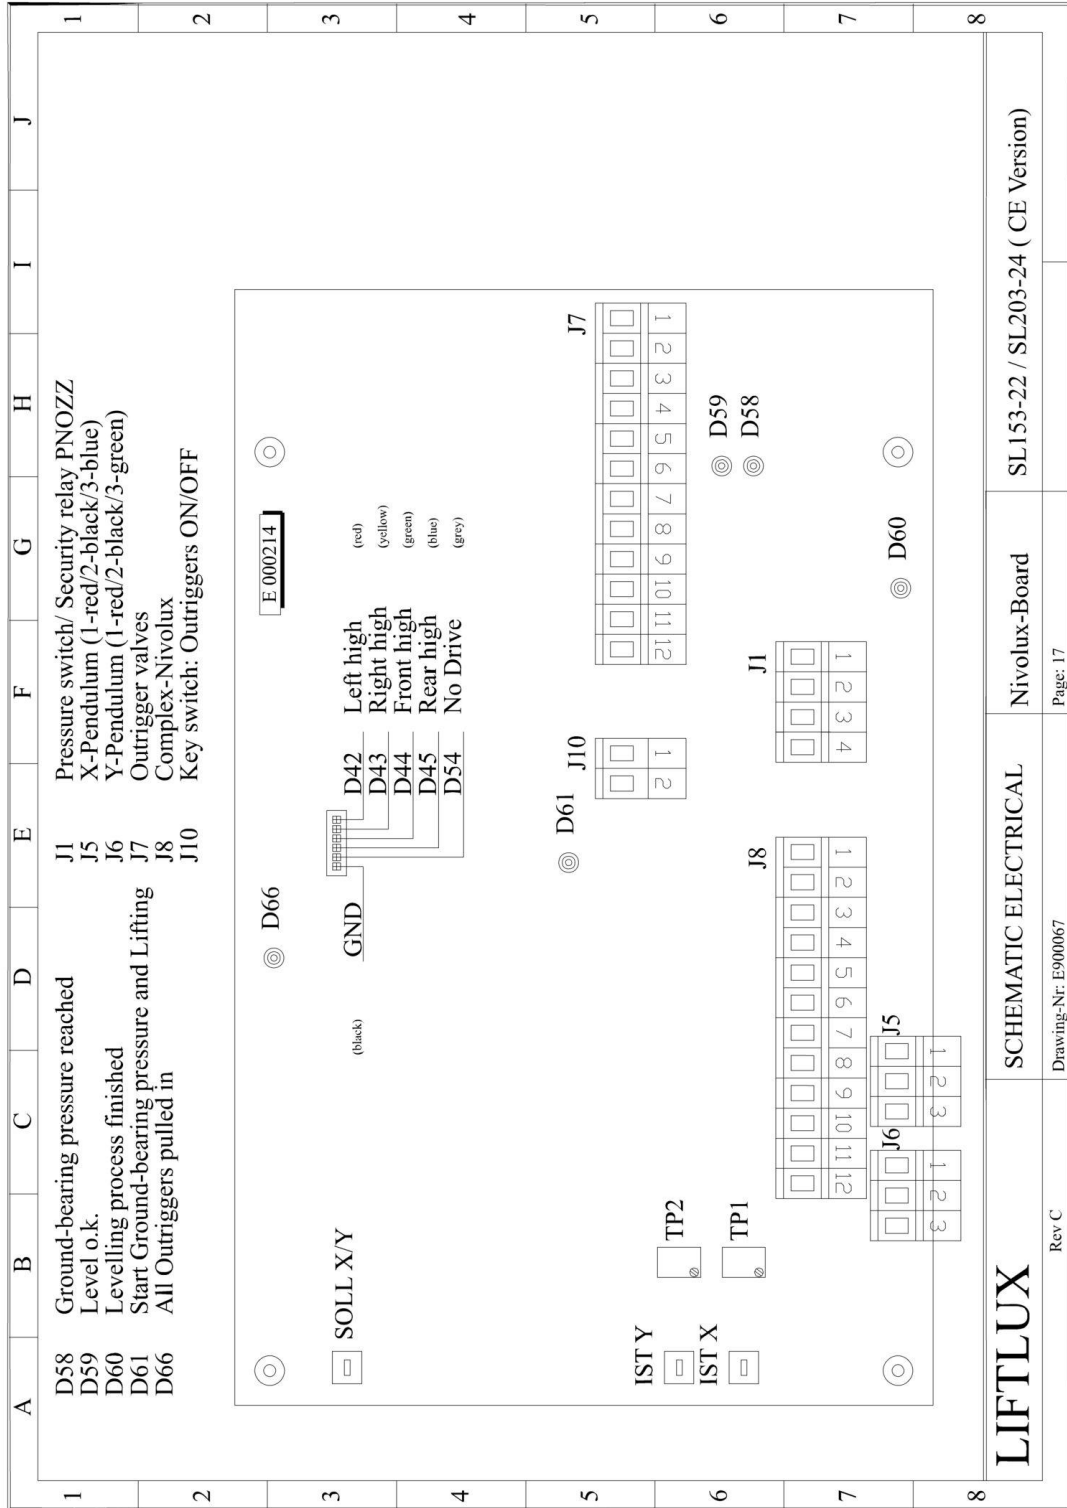 A B C D E F G H I J
1 1
2 2
3 3
4 4
5 5
6 6
7 7
8 8
D58 Ground-bearing pressure reached
D59 Level o.k.
D60 Levelling process finished
D61 Start Ground-bearing pressure and Lifting
D66 All Outriggers pulled in
J1 Pressure switch/ Security relay PNOZZ
J5 X-Pendulum (1-red/2-black/3-blue)
J6 Y-Pendulum (1-red/2-black/3-green)
J7 Outrigger valves
J8 Complex-Nivolux
J10 Key switch: Outriggers ON/OFF
D66
E 000214
SOLL X/Y
(black)
GND
D42 Left high (red)
D43 Right high (yellow)
D44 Front high (green)
D45 Rear high (blue)
D54 No Drive (grey)
D61
J10
2 1
J7
12 11 10 9 8 7 6 5 4 3 2 1
IST Y
TP2
IST X
TP1
D59
D58
J8
12 11 10 9 8 7 6 5 4 3 2 1
J1
4 3 2 1
D60
J6
3 2 1
J5
3 2 1
LIFTLUX
Rev C
SCHEMATIC ELECTRICAL
Drawing-Nr: E900067
Nivolux-Board
Page: 17
SL153-22 / SL203-24 ( CE Version)